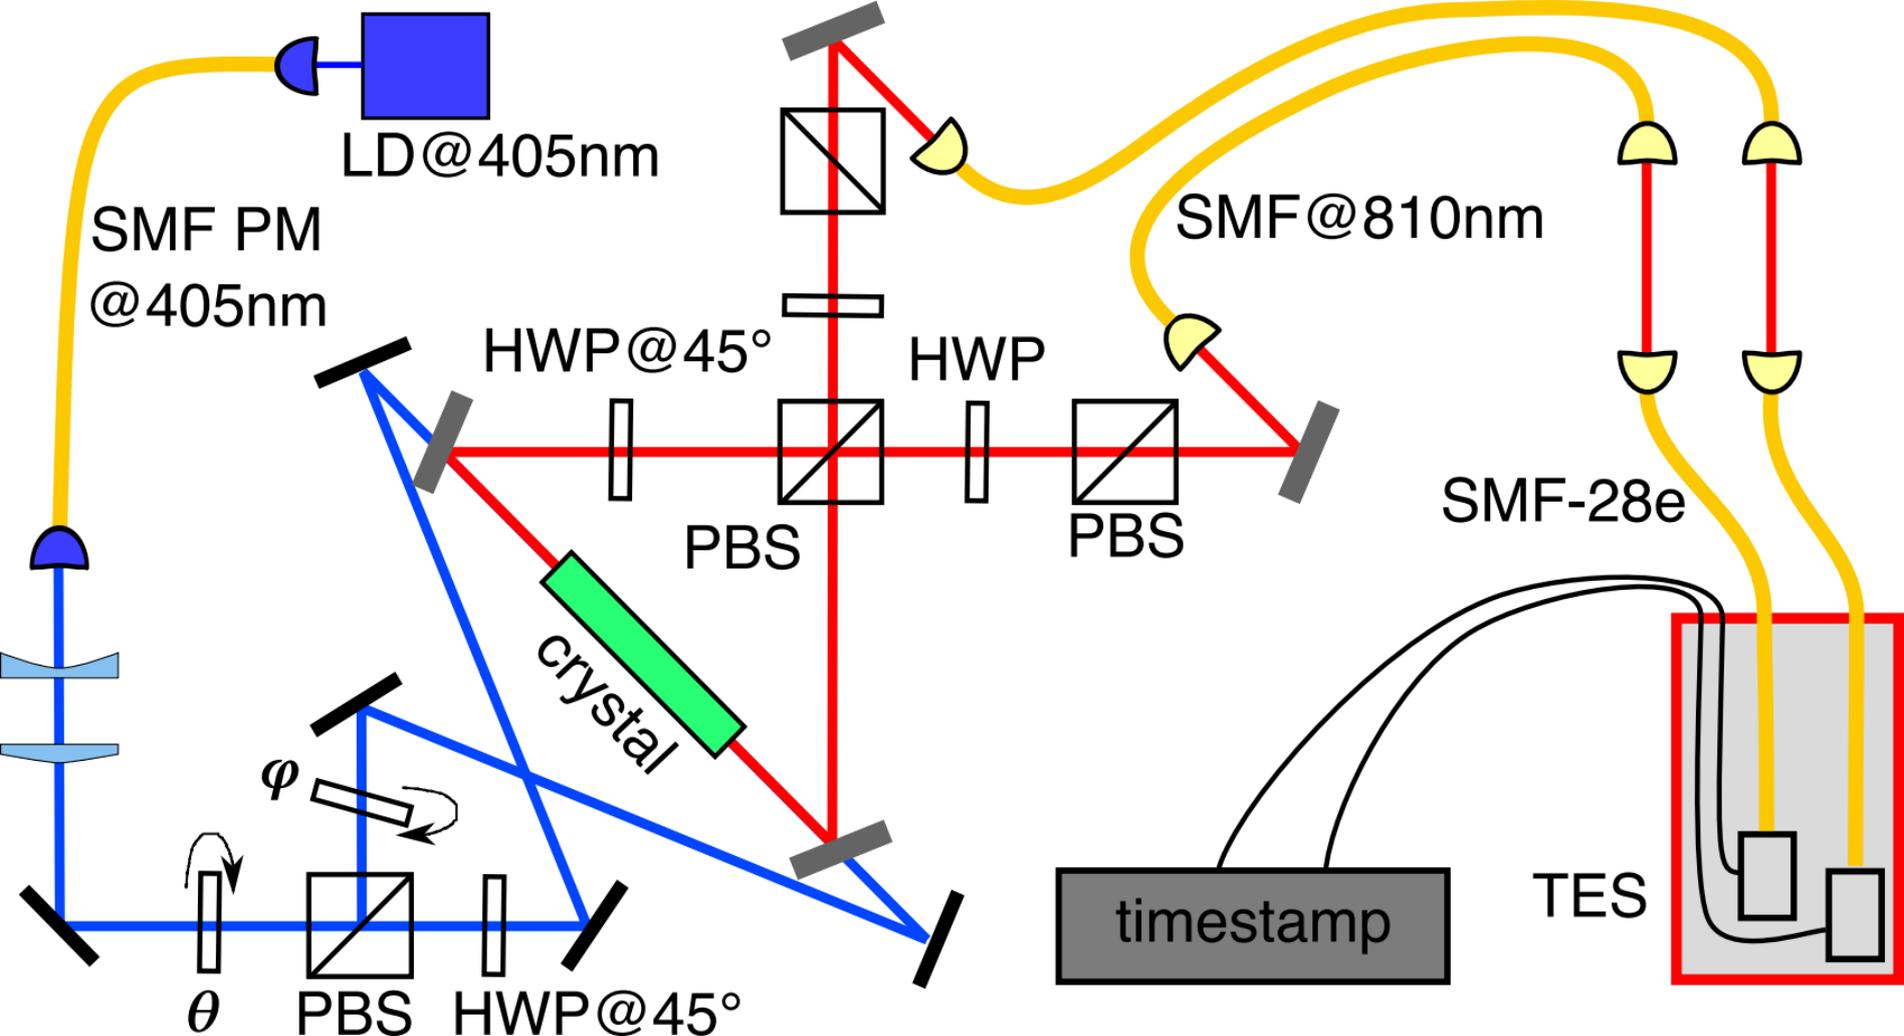 LD@405nm
SMF PM
@405nm
SMF@810nm
HWP@45°
HWP
PBS
PBS
SMF-28e
crystal
φ
θ
PBS
HWP@45°
timestamp
TES